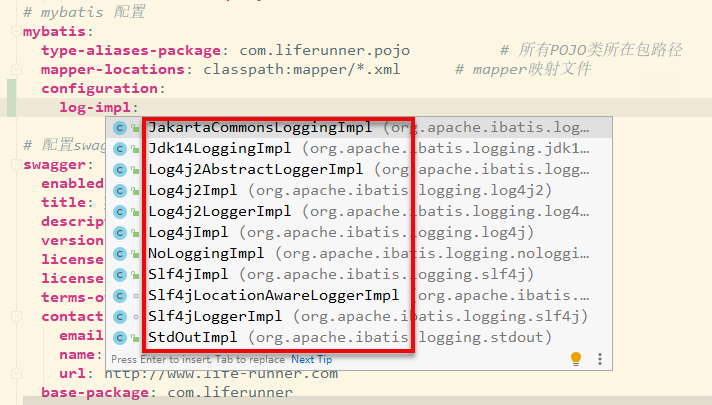 # mybatis 配置
mybatis:
type-aliases-package: com.liferunner.pojo # 所有POJO类所在包路径
mapper-locations: classpath:mapper/*.xml # mapper映射文件
configuration:
log-impl:
JakartaCommonsLoggingImpl (org.apache.ibatis.log…
Jdk14LoggingImpl (org.apache.ibatis.logging.jdk1…
# 配置swag
Log4j2AbstractLoggerImpl (org.apache.ibatis.logg…
swagger:
Log4j2Impl (org.apache.ibatis.logging.log4j2)
enabled
Log4j2LoggerImpl (org.apache.ibatis.logging.log4…
title:
Log4jImpl (org.apache.ibatis.logging.log4j)
descript
NoLoggingImpl (org.apache.ibatis.logging.nologgi…
version
Slf4jImpl (org.apache.ibatis.logging.slf4j)
license
Slf4jLocationAwareLoggerImpl (org.apache.ibatis.…
license
Slf4jLoggerImpl (org.apache.ibatis.logging.slf4j)
terms-o
StdOutImpl (org.apache.ibatis.logging.stdout)
contact
Press Enter to insert, Tab to replace Next Tip
email
name:
url: http://www.life-runner.com
base-package: com.liferunner